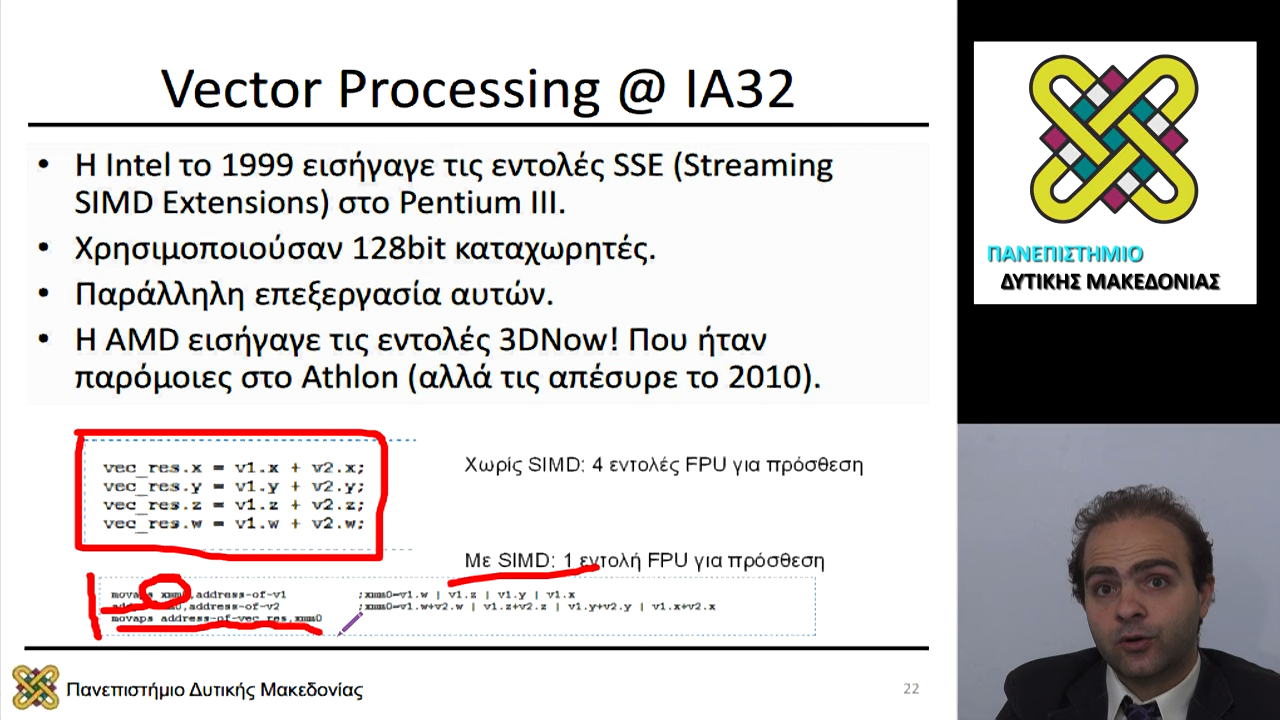 Vector Processing @ IA32
• Η Intel το 1999 εισήγαγε τις εντολές SSE (Streaming
SIMD Extensions) στο Pentium III.
• Χρησιμοποιούσαν 128bit καταχωρητές.
• Παράλληλη επεξεργασία αυτών.
• Η AMD εισήγαγε τις εντολές 3DNow! Που ήταν
παρόμοιες στο Athlon (αλλά τις απέσυρε το 2010).
vec_res.x = v1.x + v2.x;
vec_res.y = v1.y + v2.y;
vec_res.z = v1.z + v2.z;
vec_res.w = v1.w + v2.w;
Χωρίς SIMD: 4 εντολές FPU για πρόσθεση
Με SIMD: 1 εντολή FPU για πρόσθεση
movaps xmm0,address-of-v1 ;xmm0=v1.w | v1.z | v1.y | v1.x
address-of-v2 ;xmm0=v1.w+v2.w | v1.z+v2.z | v1.y+v2.y | v1.x+v2.x
movaps address-of-vec_res,xmm0
Πανεπιστήμιο Δυτικής Μακεδονίας
22
ΠΑΝΕΠΙΣΤΗΜΙΟ
ΔΥΤΙΚΗΣ ΜΑΚΕΔΟΝΙΑΣ